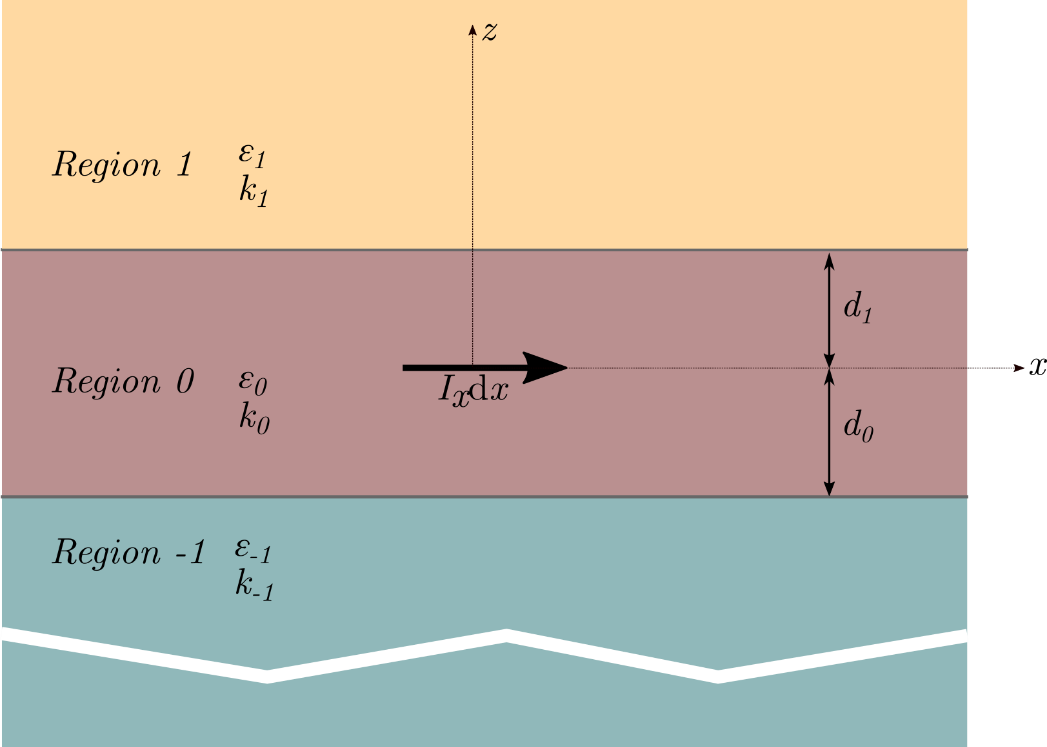 z
Region 1 ε₁
k₁
d₁
x
Region 0 ε₀
k₀
Iₓdx
d₀
Region -1 ε₋₁
k₋₁